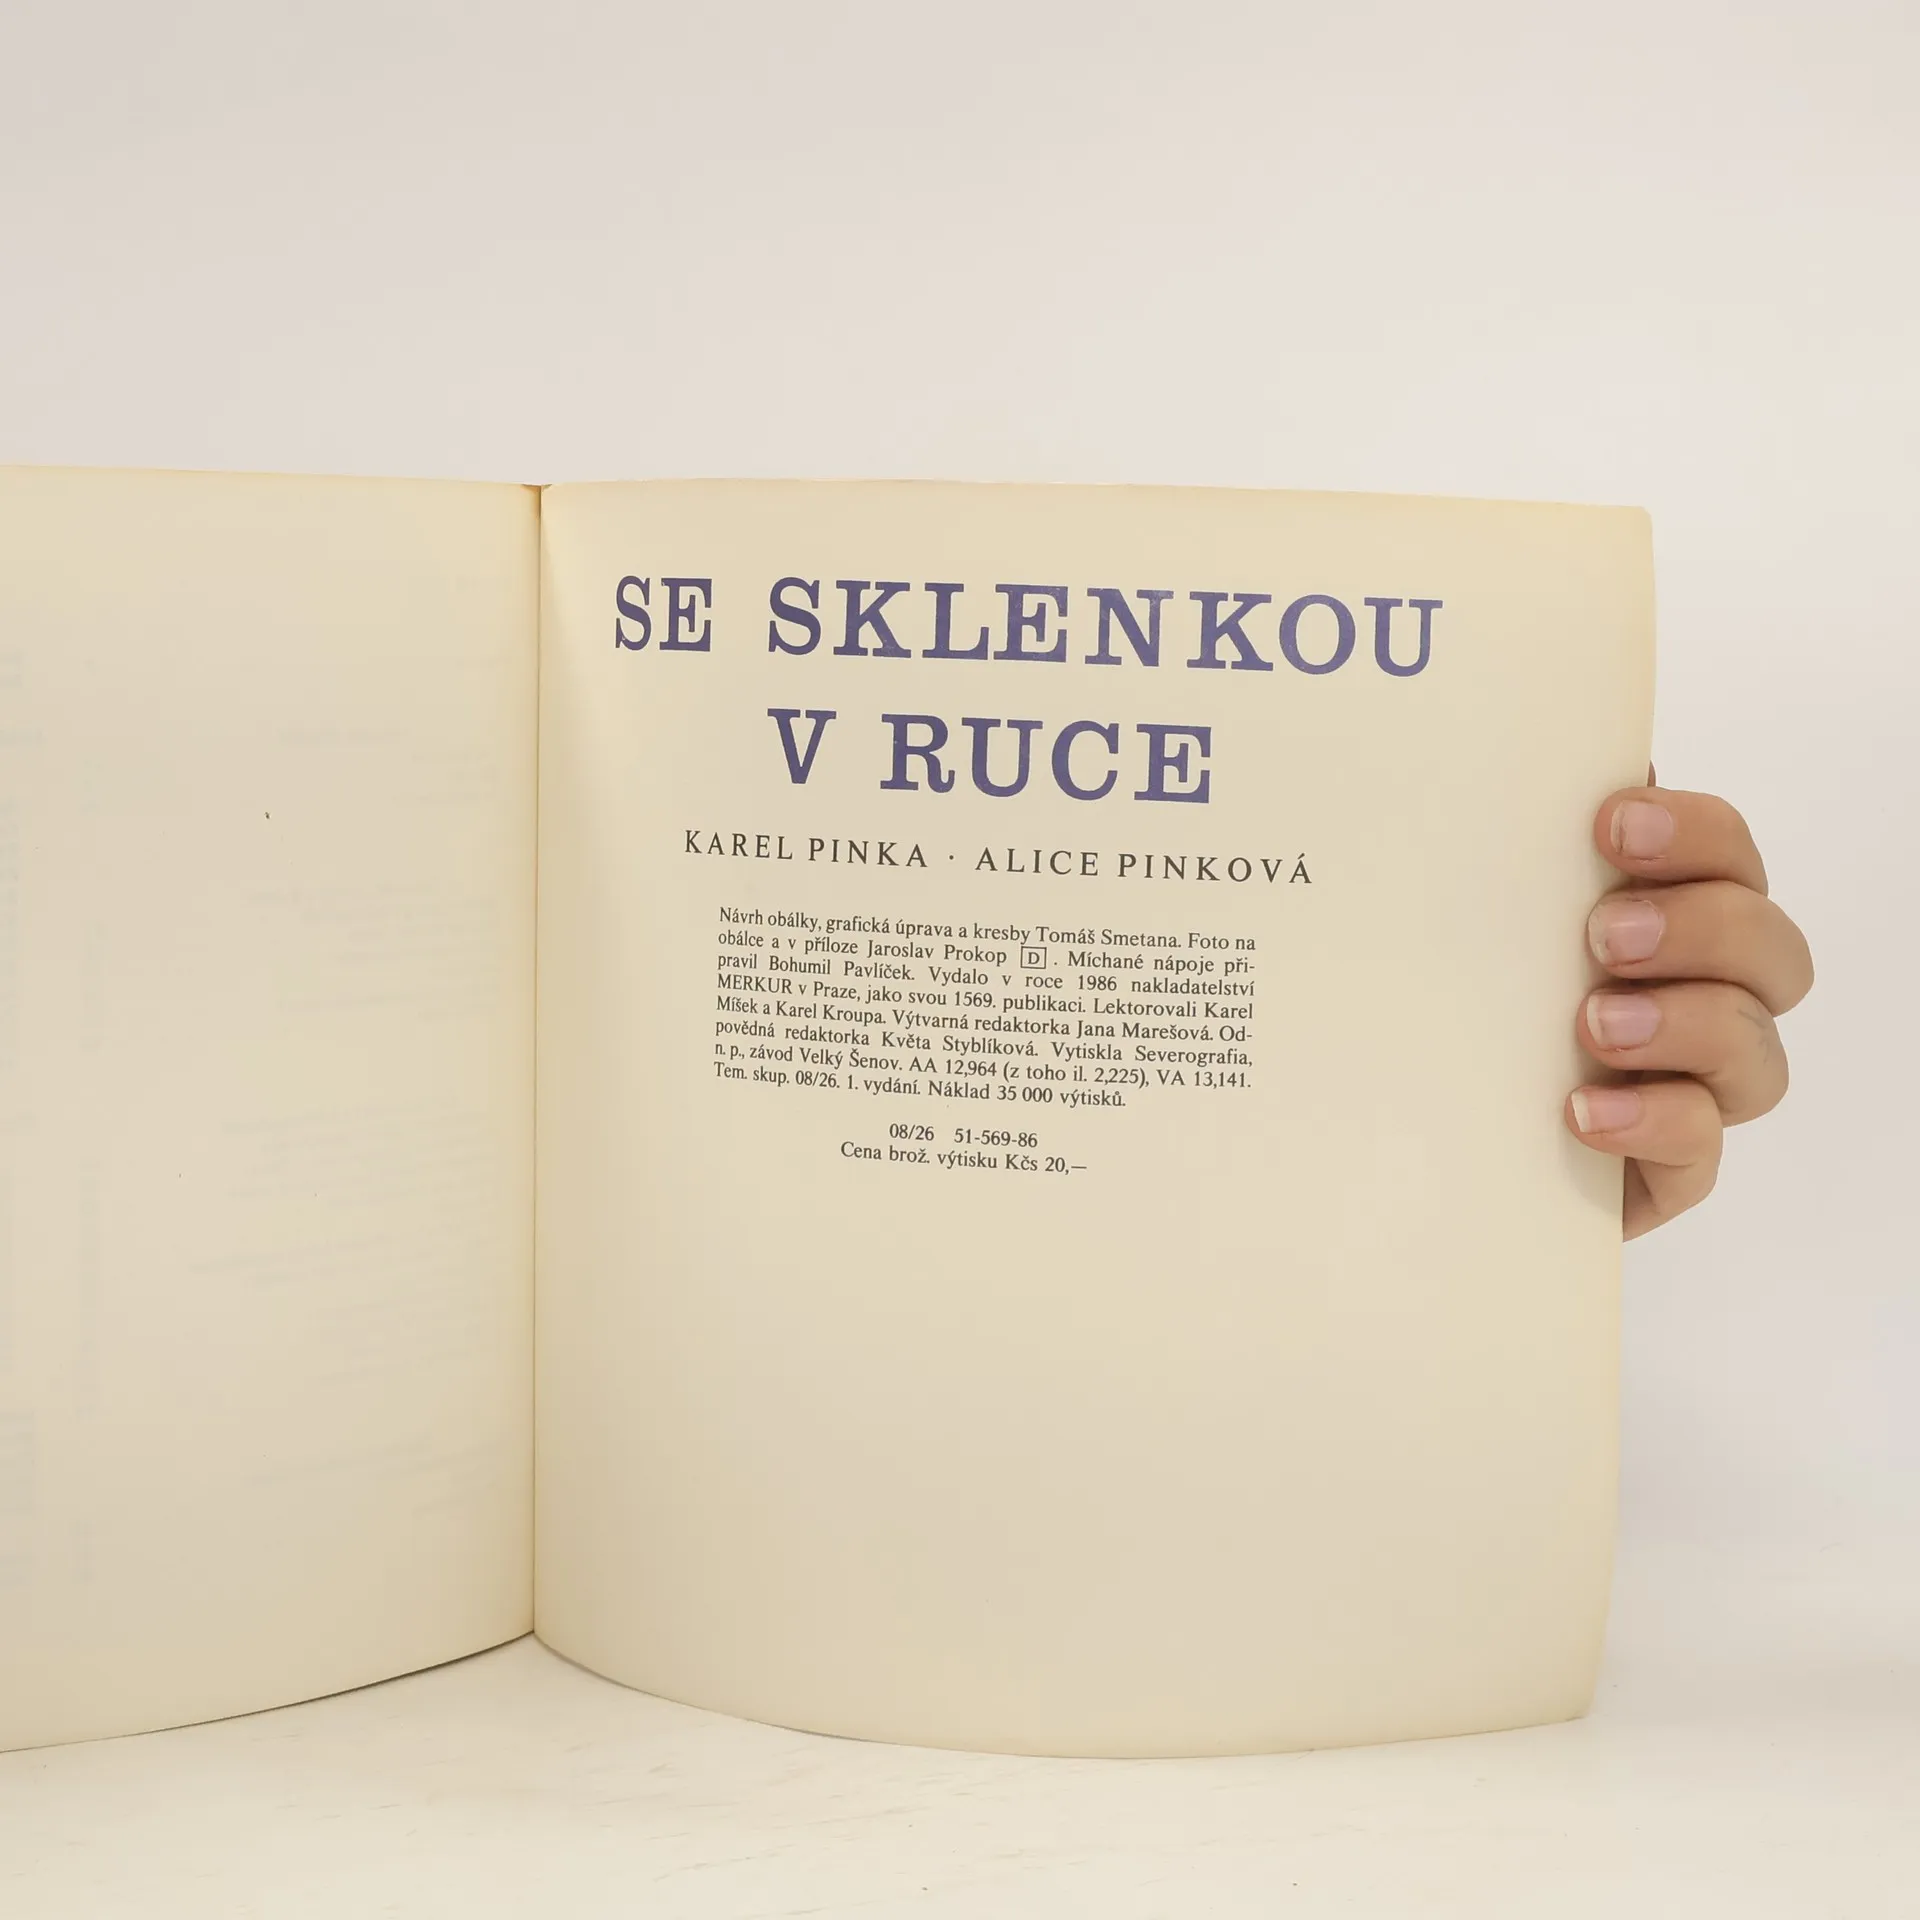 SE SKLENKOU
V RUCE
KAREL PINKA · ALICE PINKOVÁ
Návrh obálky, grafická úprava a kresby Tomáš Smetana. Foto na
obálce a v příloze Jaroslav Prokop D . Míchané nápoje při-
pravil Bohumil Pavlíček. Vydalo v roce 1986 nakladatelství
MERKUR v Praze, jako svou 1569. publikaci. Lektorovali Karel
Míšek a Karel Kroupa. Výtvarná redaktorka Jana Marešová. Od-
povědná redaktorka Květa Styblíková. Vytiskla Severografia,
n. p., závod Velký Šenov. AA 12,964 (z toho il. 2,225), VA 13,141.
Tem. skup. 08/26. 1. vydání. Náklad 35 000 výtisků.
08/26 51-569-86
Cena brož. výtisku Kčs 20,—